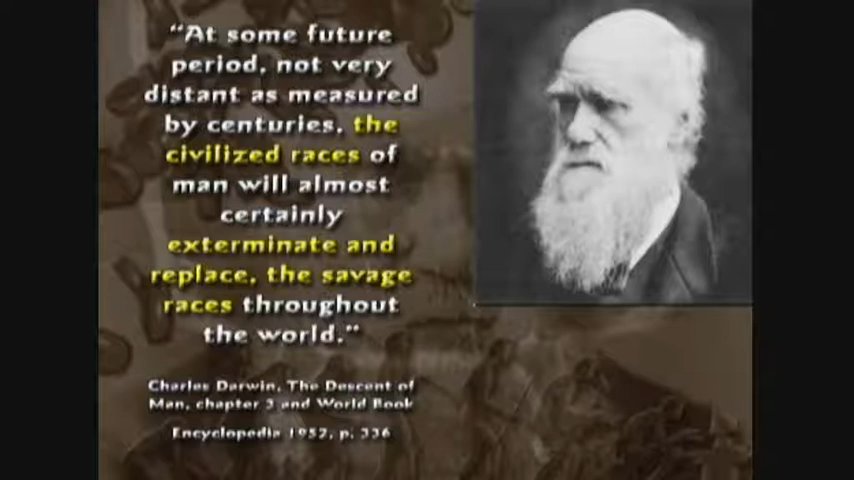 “At some future
period, not very
distant as measured
by centuries, the
civilized races of
man will almost
certainly
exterminate and
replace, the savage
races throughout
the world.”
Charles Darwin, The Descent of
Man, chapter 3 and World Book
Encyclopedia 1952, p. 336